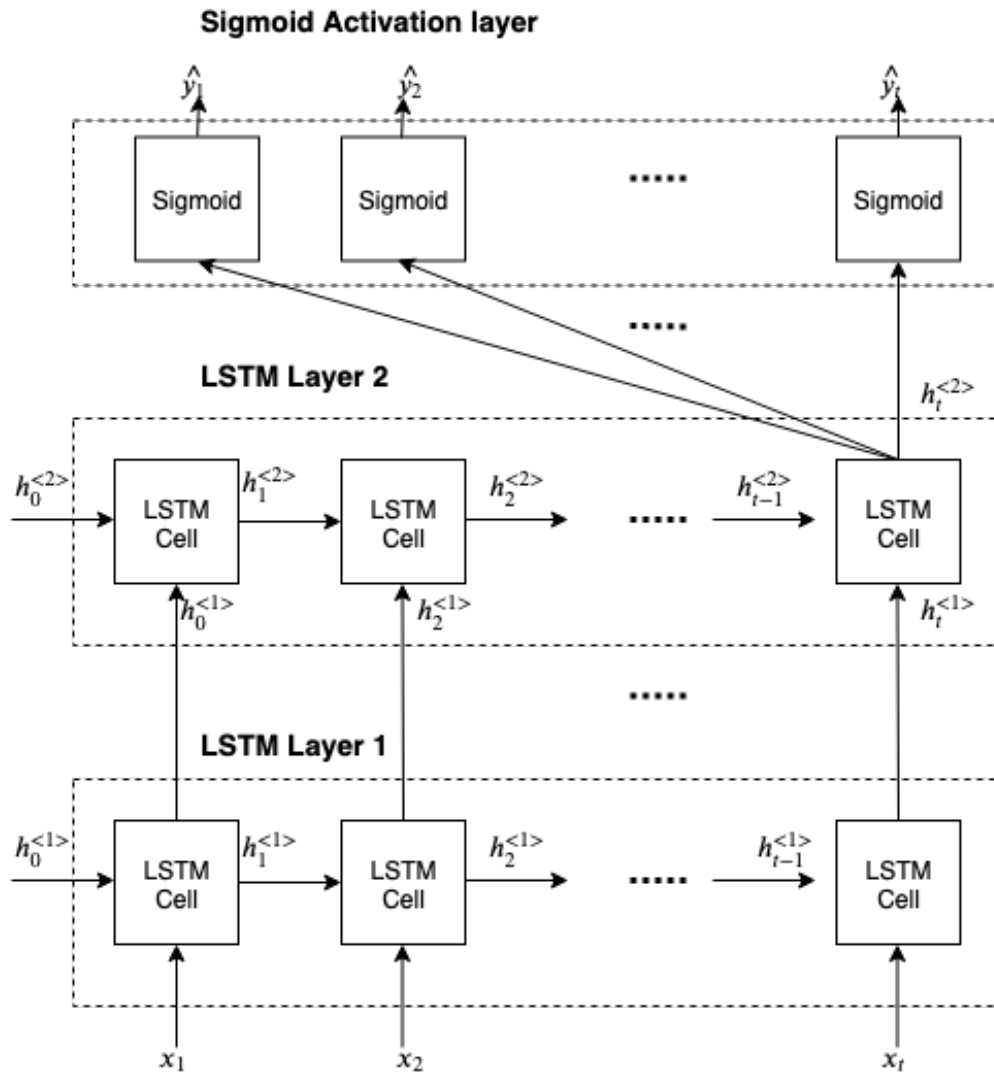 Sigmoid Activation layer
ŷ₁ ŷ₂ ŷₜ
Sigmoid Sigmoid ..... Sigmoid
.....
LSTM Layer 2
hₜ^{<2>}
h₀^{<2>} LSTM Cell h₁^{<2>} LSTM Cell h₂^{<2>} ..... hₜ₋₁^{<2>} LSTM Cell
h₀^{<1>} h₂^{<1>} hₜ^{<1>}
.....
LSTM Layer 1
h₀^{<1>} LSTM Cell h₁^{<1>} LSTM Cell h₂^{<1>} ..... hₜ₋₁^{<1>} LSTM Cell
x₁ x₂ xₜ